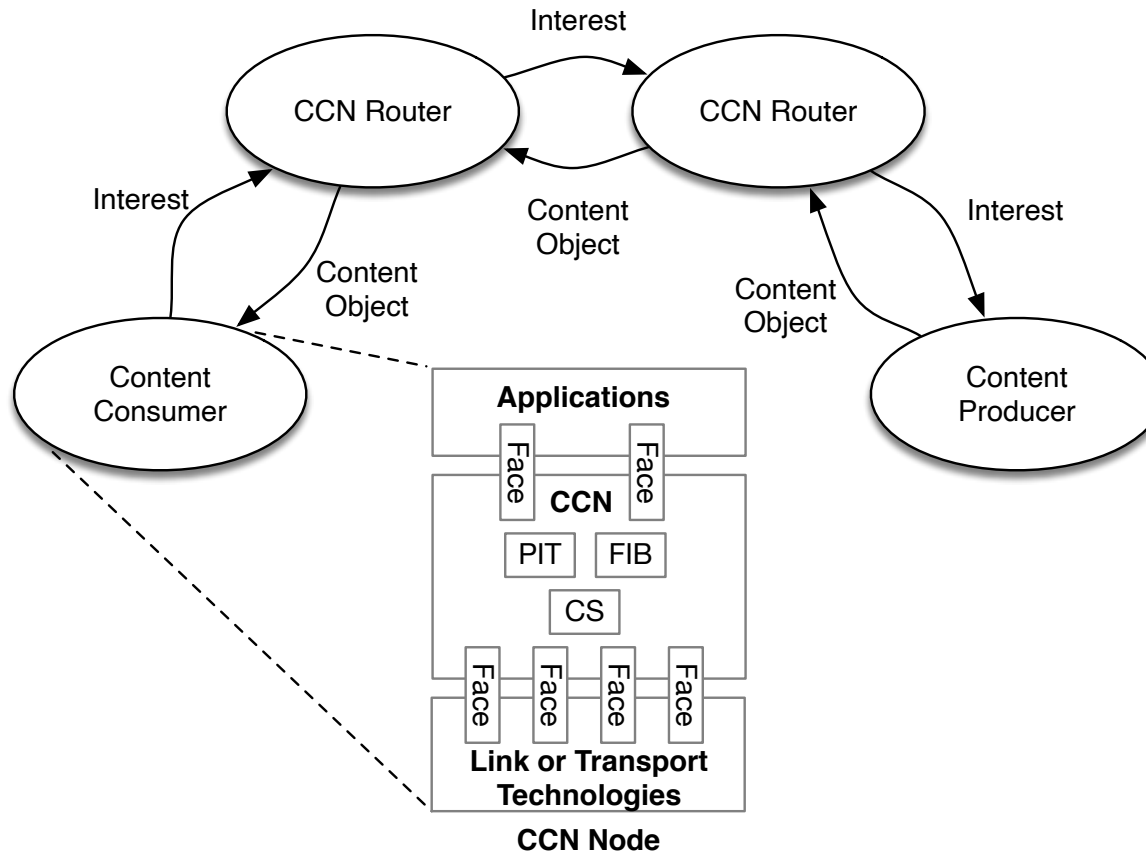 Interest
CCN Router
CCN Router
Interest
Content
Object
Interest
Content
Object
Content
Object
Content
Consumer
Content
Producer
Applications
Face
Face
CCN
PIT
FIB
CS
Face
Face
Face
Face
Link or Transport
Technologies
CCN Node